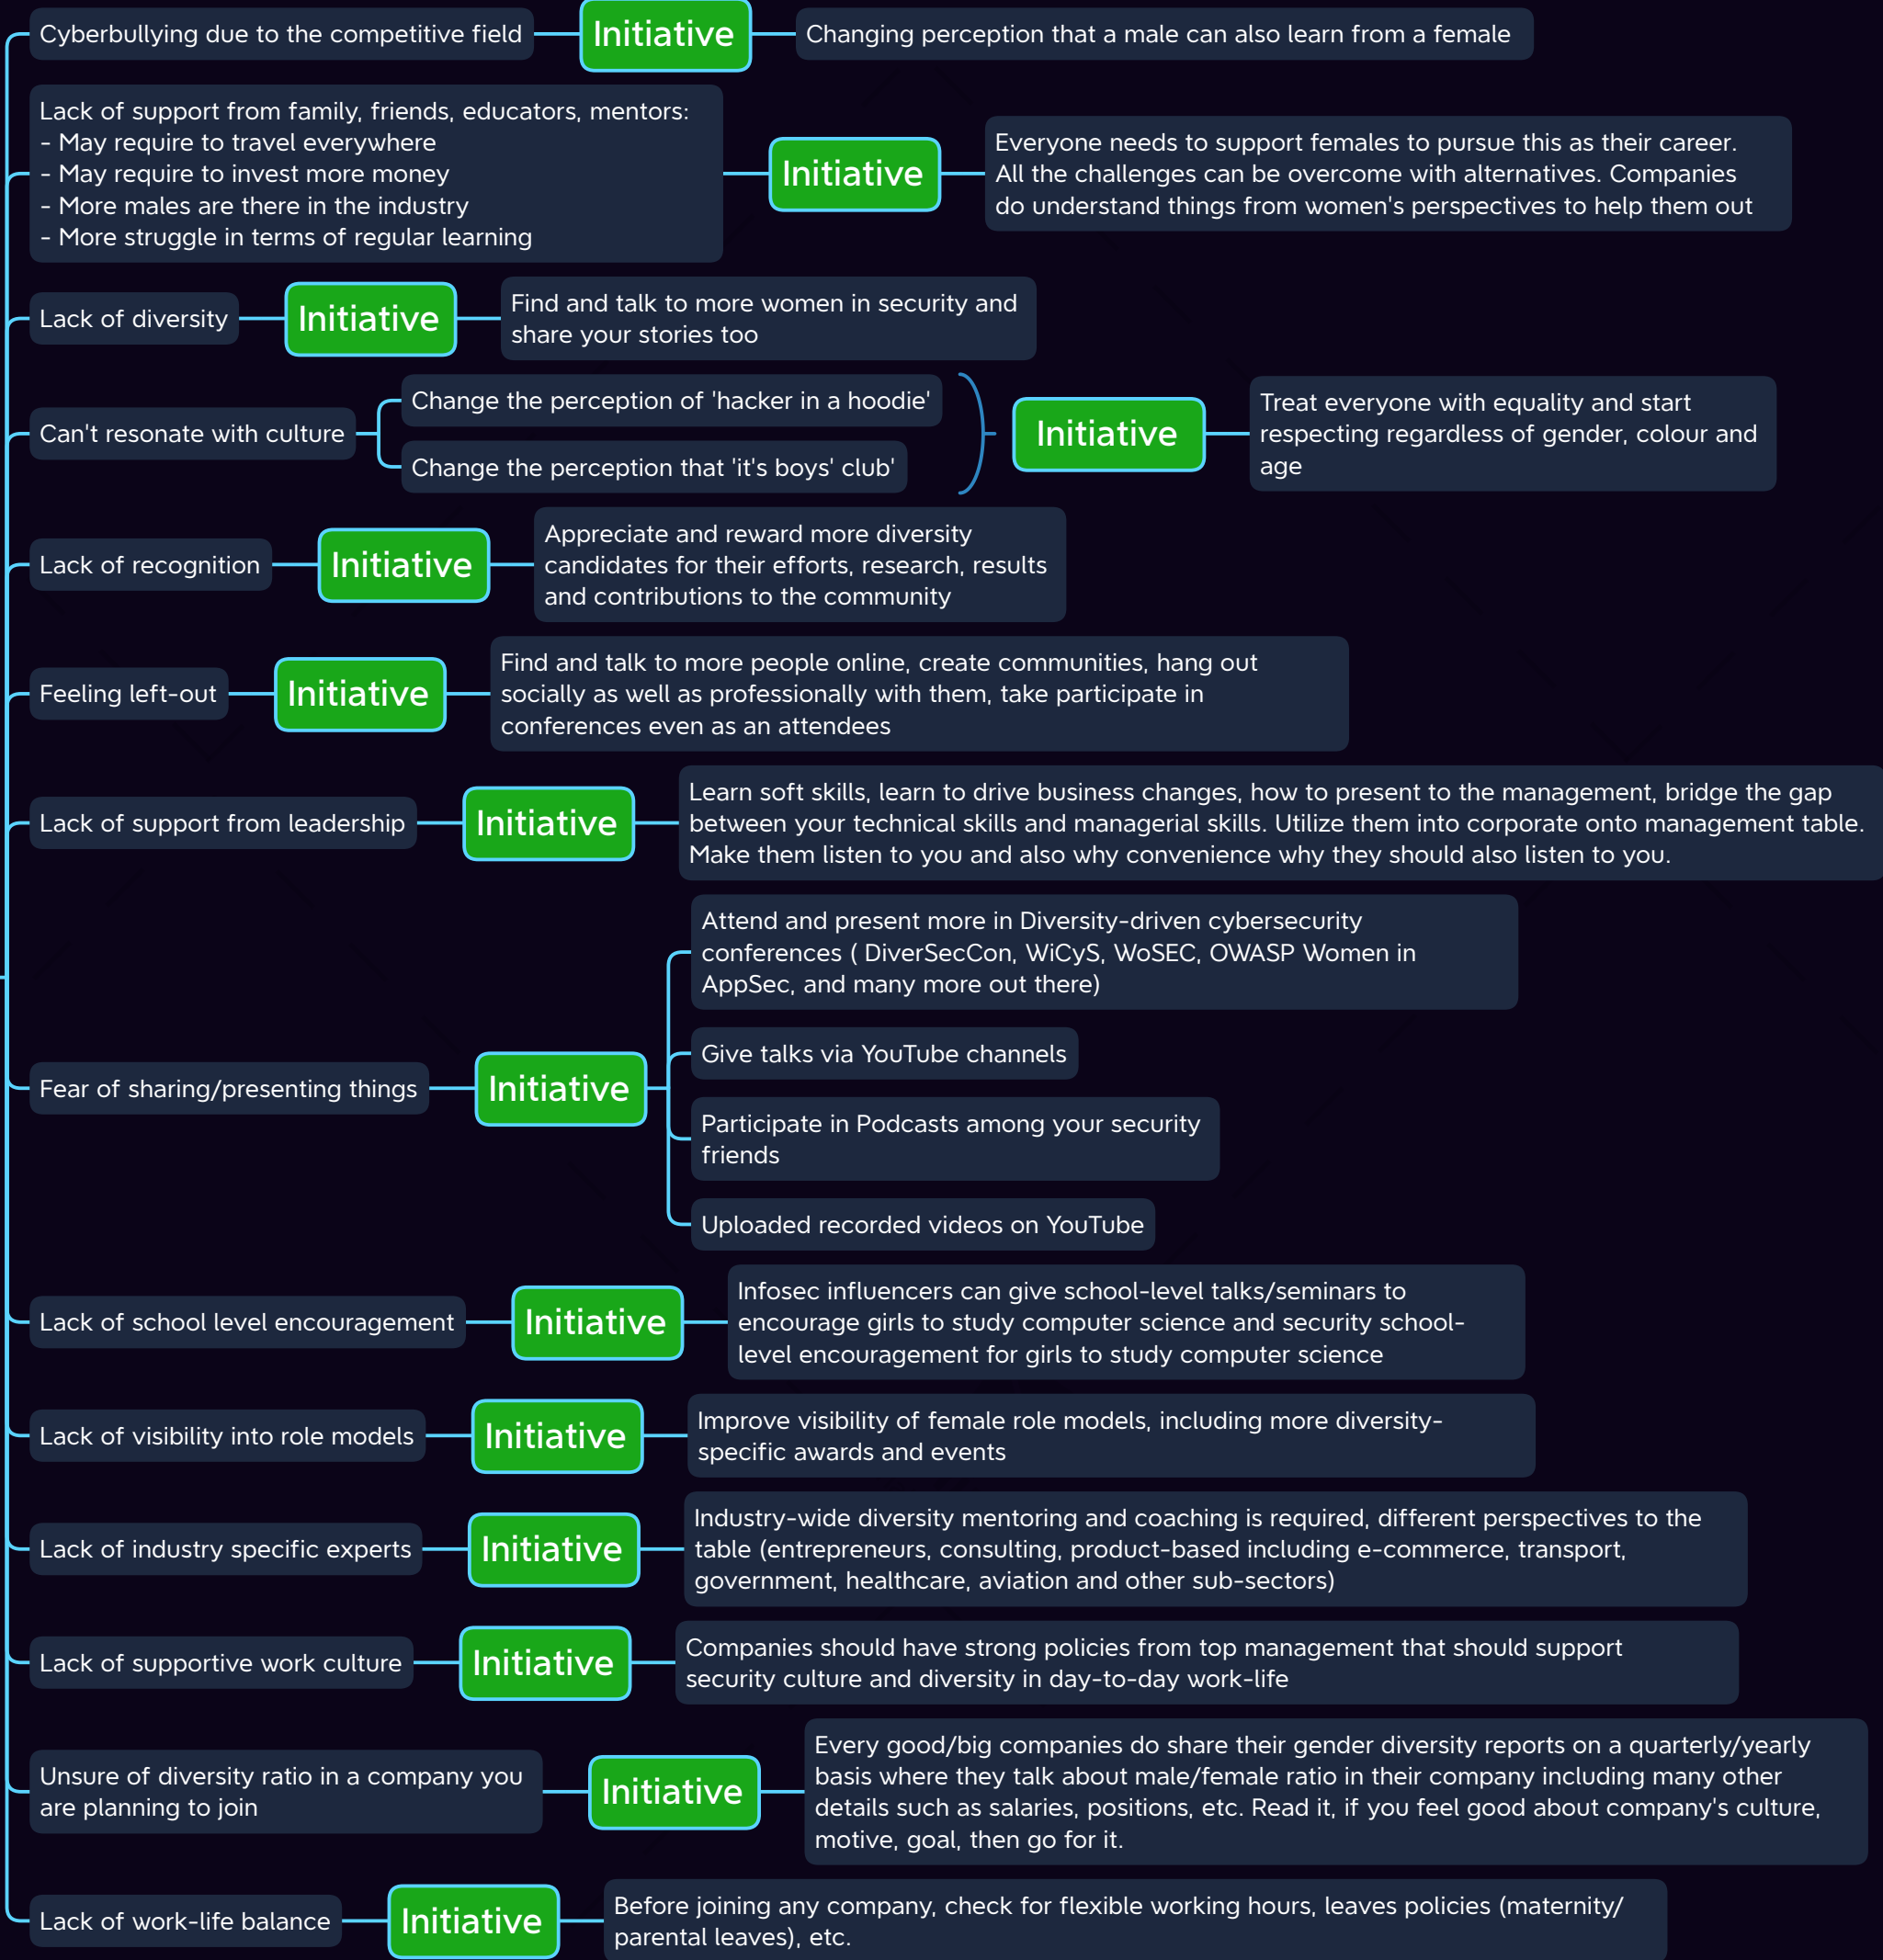 Cyberbullying due to the competitive field
Initiative
Changing perception that a male can also learn from a female
Lack of support from family, friends, educators, mentors:
- May require to travel everywhere
- May require to invest more money
- More males are there in the industry
- More struggle in terms of regular learning
Initiative
Everyone needs to support females to pursue this as their career.
All the challenges can be overcome with alternatives. Companies
do understand things from women's perspectives to help them out
Lack of diversity
Initiative
Find and talk to more women in security and
share your stories too
Can't resonate with culture
Change the perception of 'hacker in a hoodie'
Change the perception that 'it's boys' club'
Initiative
Treat everyone with equality and start
respecting regardless of gender, colour and
age
Lack of recognition
Initiative
Appreciate and reward more diversity
candidates for their efforts, research, results
and contributions to the community
Feeling left-out
Initiative
Find and talk to more people online, create communities, hang out
socially as well as professionally with them, take participate in
conferences even as an attendees
Lack of support from leadership
Initiative
Learn soft skills, learn to drive business changes, how to present to the management, bridge the gap
between your technical skills and managerial skills. Utilize them into corporate onto management table.
Make them listen to you and also why convenience why they should also listen to you.
Fear of sharing/presenting things
Initiative
Attend and present more in Diversity-driven cybersecurity
conferences ( DiverSecCon, WiCyS, WoSEC, OWASP Women in
AppSec, and many more out there)
Give talks via YouTube channels
Participate in Podcasts among your security
friends
Uploaded recorded videos on YouTube
Lack of school level encouragement
Initiative
Infosec influencers can give school-level talks/seminars to
encourage girls to study computer science and security school-
level encouragement for girls to study computer science
Lack of visibility into role models
Initiative
Improve visibility of female role models, including more diversity-
specific awards and events
Lack of industry specific experts
Initiative
Industry-wide diversity mentoring and coaching is required, different perspectives to the
table (entrepreneurs, consulting, product-based including e-commerce, transport,
government, healthcare, aviation and other sub-sectors)
Lack of supportive work culture
Initiative
Companies should have strong policies from top management that should support
security culture and diversity in day-to-day work-life
Unsure of diversity ratio in a company you
are planning to join
Initiative
Every good/big companies do share their gender diversity reports on a quarterly/yearly
basis where they talk about male/female ratio in their company including many other
details such as salaries, positions, etc. Read it, if you feel good about company's culture,
motive, goal, then go for it.
Lack of work-life balance
Initiative
Before joining any company, check for flexible working hours, leaves policies (maternity/
parental leaves), etc.